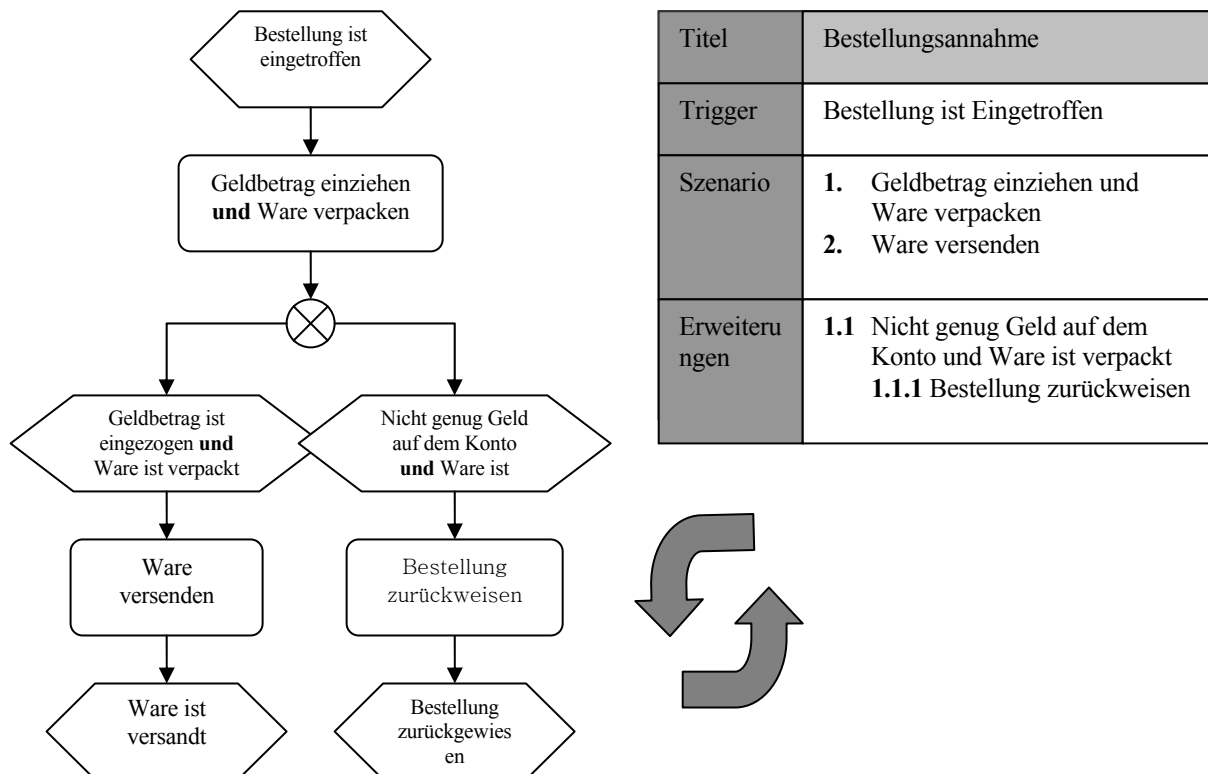 Bestellung ist
eingetroffen
Geldbetrag einziehen
und Ware verpacken
Geldbetrag ist
eingezogen und
Ware ist verpackt
Nicht genug Geld
auf dem Konto
und Ware ist
Ware
versenden
Bestellung
zurückweisen
Ware ist
versandt
Bestellung
zurückgewies
en
Titel
Bestellungsannahme
Trigger
Bestellung ist Eingetroffen
Szenario
1. Geldbetrag einziehen und
Ware verpacken
2. Ware versenden
Erweiteru
ngen
1.1 Nicht genug Geld auf dem
Konto und Ware ist verpackt
1.1.1 Bestellung zurückweisen